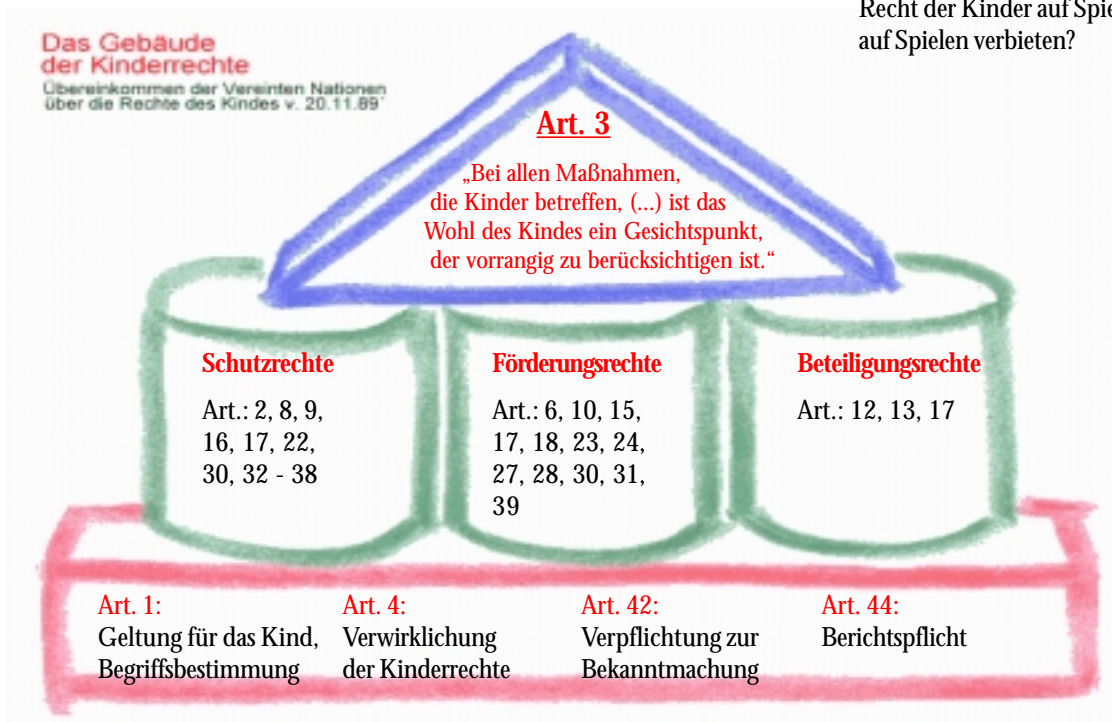 Recht der Kinder auf Spie
auf Spielen verbieten?
Das Gebäude
der Kinderrechte
Übereinkommen der Vereinten Nationen
über die Rechte des Kindes v. 20.11.89
Art. 3
„Bei allen Maßnahmen,
die Kinder betreffen, (...) ist das
Wohl des Kindes ein Gesichtspunkt,
der vorrangig zu berücksichtigen ist.“
Schutzrechte
Art.: 2, 8, 9,
16, 17, 22,
30, 32 - 38
Förderungsrechte
Art.: 6, 10, 15,
17, 18, 23, 24,
27, 28, 30, 31,
39
Beteiligungsrechte
Art.: 12, 13, 17
Art. 1:
Geltung für das Kind,
Begriffsbestimmung
Art. 4:
Verwirklichung
der Kinderrechte
Art. 42:
Verpflichtung zur
Bekanntmachung
Art. 44:
Berichtspflicht